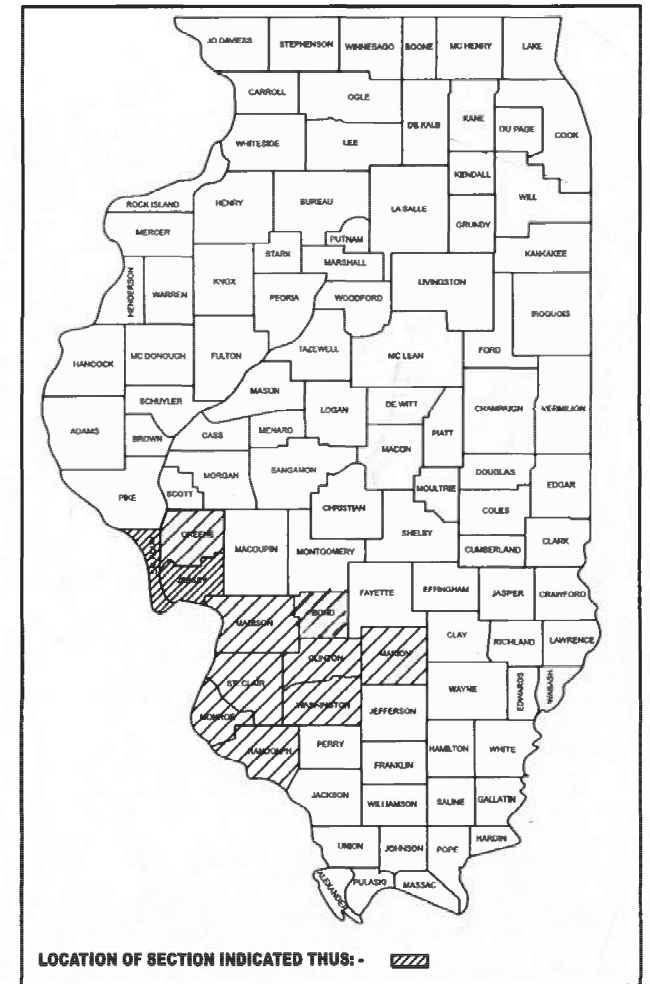 JO DAVIESS STEPHENSON WINNEBAGO BOONE MC HENRY LAKE
CARROLL OGLE DE KALB KANE DU PAGE COOK
WHITESIDE LEE
KENDALL WILL
ROCK ISLAND HENRY BUREAU LA SALLE GRUNDY
MERCER PUTNAM
STARK MARSHALL KANKAKEE
HENDERSON WARREN KNOX PEORIA WOODFORD LIVINGSTON IROQUOIS
HANCOCK MC DONOUGH FULTON TAZEWELL MC LEAN FORD
MASON
SCHUYLER LOGAN DE WITT CHAMPAIGN VERMILION
ADAMS BROWN CASS MENARD MACON PIATT
PIKE SCOTT MORGAN SANGAMON MOULTRIE DOUGLAS EDGAR
CHRISTIAN COLES
GREENE MACOUPIN MONTGOMERY SHELBY CUMBERLAND CLARK
JERSEY FAYETTE EFFINGHAM JASPER CRAWFORD
MADISON BOND
CLINTON MARION CLAY RICHLAND LAWRENCE
ST. CLAIR WAYNE EDWARDS WABASH
MONROE WASHINGTON JEFFERSON
RANDOLPH PERRY HAMILTON WHITE
FRANKLIN
JACKSON WILLIAMSON SALINE GALLATIN
UNION JOHNSON POPE HARDIN
ALEXANDER PULASKI MASSAC
LOCATION OF SECTION INDICATED THUS: -